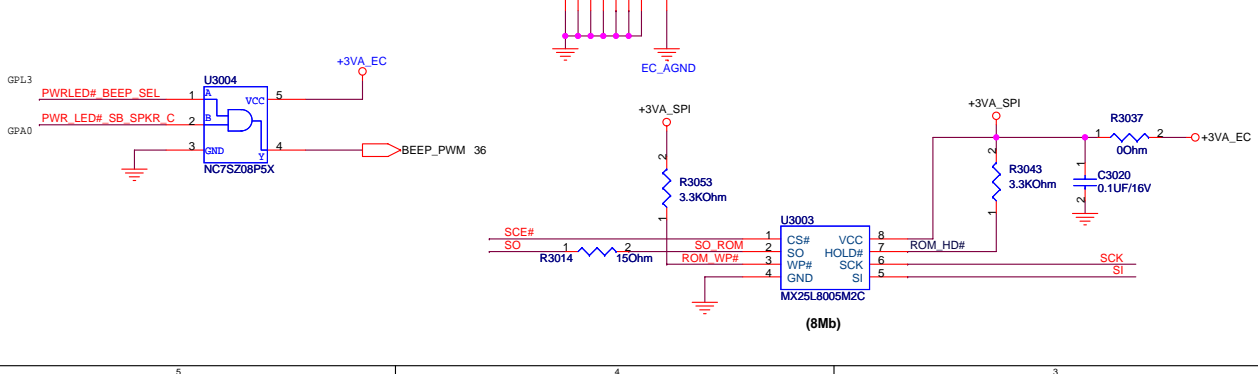 EC_AGND
GPL3
PWRLED#_BEEP_SEL
GPA0
PWR_LED#_SB_SPKR_C
U3004
1 A
2 B
3 GND
VCC 5
Y 4
NC7SZ08P5X
+3VA_EC
BEEP_PWM 36
+3VA_SPI
2
R3053
3.3KOhm
1
SCE#
SO
1 2
R3014 15Ohm
SO_ROM
ROM_WP#
U3003
1 CS# VCC 8
2 SO HOLD# 7
3 WP# SCK 6
4 GND SI 5
MX25L8005M2C
(8Mb)
ROM_HD#
SCK
SI
+3VA_SPI
2
R3043
3.3KOhm
1
1
C3020
0.1UF/16V
2
R3037
1 2
0Ohm
+3VA_EC
5 4 3